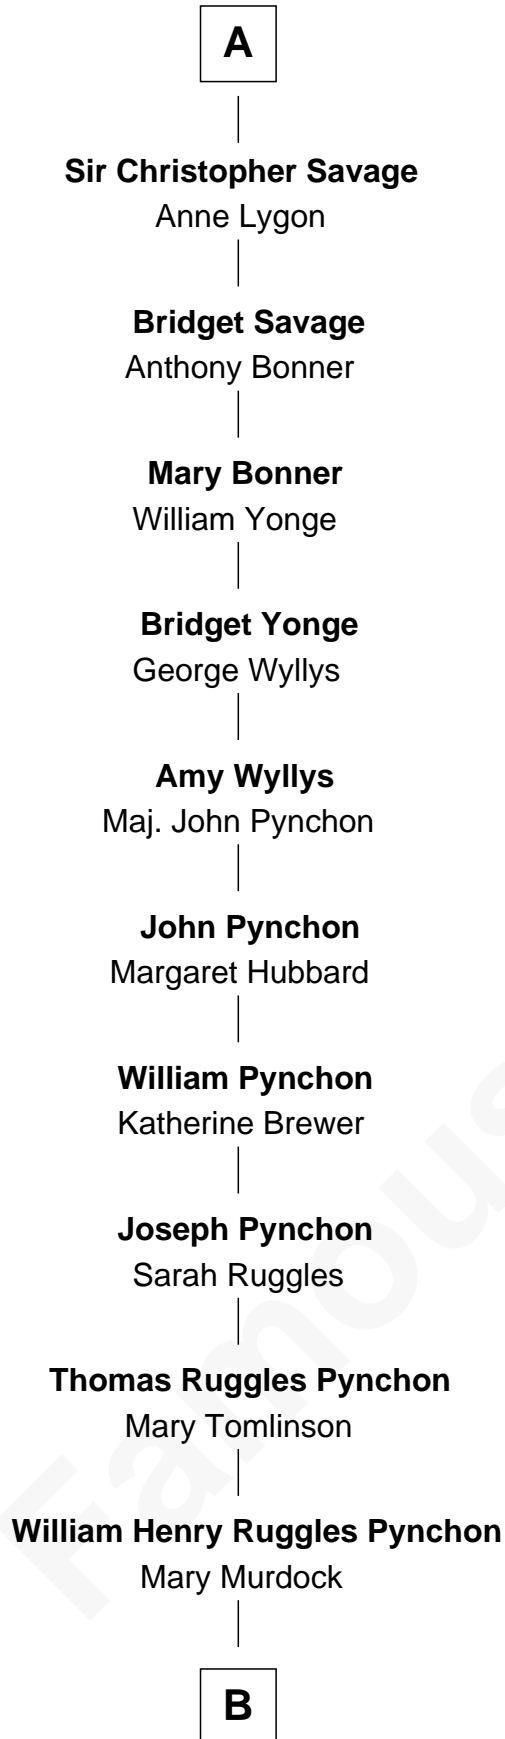 A
Sir Christopher Savage
Anne Lygon
Bridget Savage
Anthony Bonner
Mary Bonner
William Yonge
Bridget Yonge
George Wyllys
Amy Wyllys
Maj. John Pynchon
John Pynchon
Margaret Hubbard
William Pynchon
Katherine Brewer
Joseph Pynchon
Sarah Ruggles
Thomas Ruggles Pynchon
Mary Tomlinson
William Henry Ruggles Pynchon
Mary Murdock
B
Famous